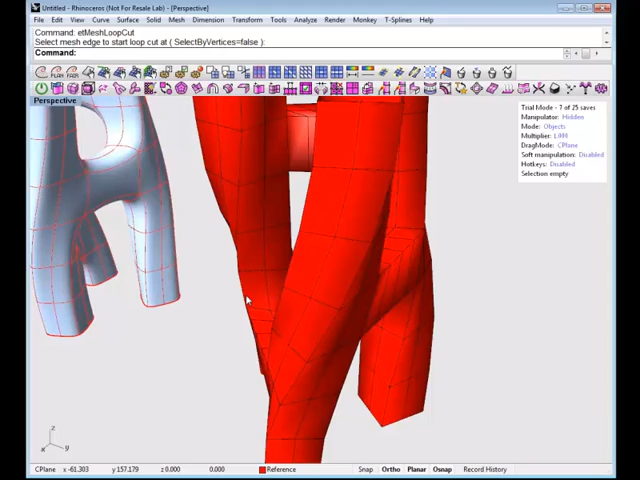 Untitled - Rhinoceros (Not For Resale Lab) - [Perspective]
File Edit View Curve Surface Solid Mesh Dimension Transform Tools Analyze Render Monkey T-Splines Help
Command: etMeshLoopCut
Select mesh edge to start loop cut at ( SelectByVertices=false ):
Command:
Perspective
Trial Mode - 7 of 25 saves
Manipulator: Hidden
Mode: Objects
Multiplier: 1.000
DragMode: CPlane
Soft manipulation: Disabled
Hotkeys: Disabled
Selection empty
z
x y
CPlane x -61.303 y 157.179 z 0.000 0.000 Reference Snap Ortho Planar Osnap Record History